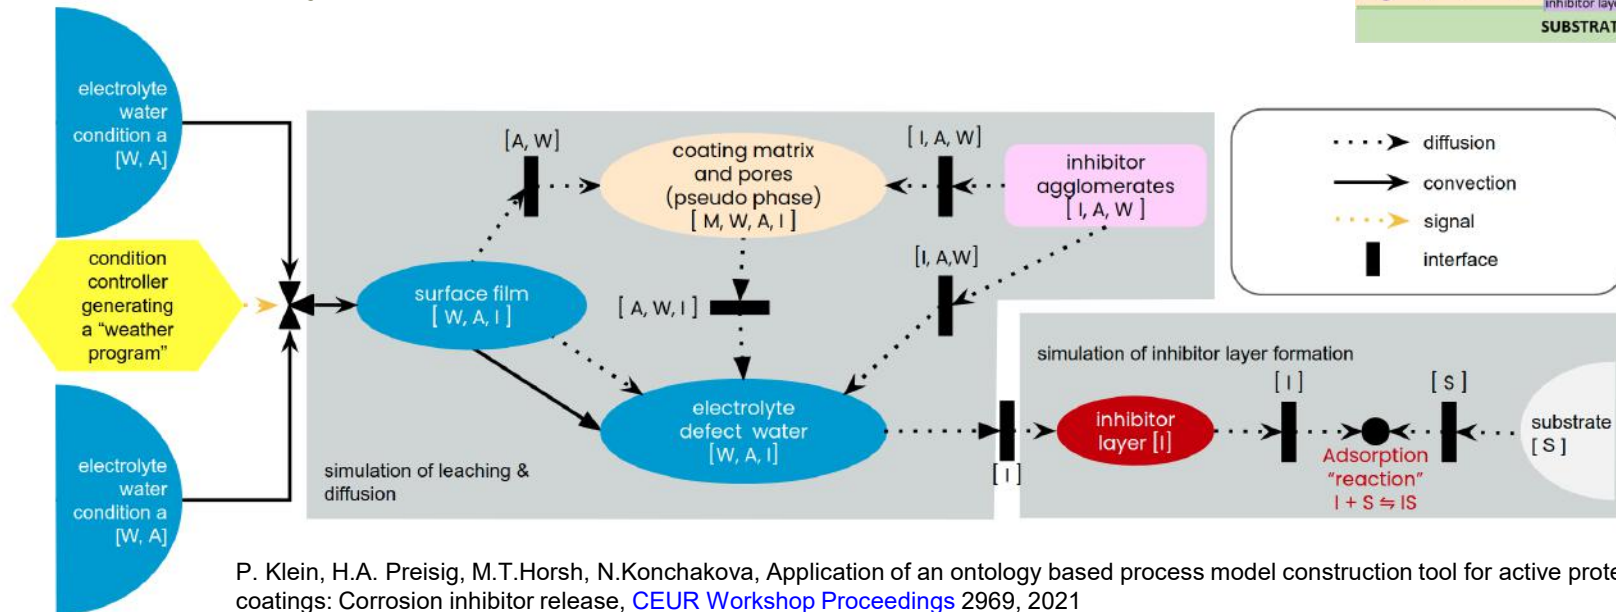 inhibitor laye
SUBSTRAT
electrolyte
water
condition a
[W, A]
condition
controller
generating
a “weather
program”
electrolyte
water
condition a
[W, A]
[A, W]
coating matrix
and pores
(pseudo phase)
[ M, W, A, I ]
[ I, A, W]
inhibitor
agglomerates
[ I, A, W ]
surface film
[ W, A, I ]
[ A, W, I ]
[I, A,W]
electrolyte
defect water
[W, A, I]
simulation of leaching &
diffusion
diffusion
convection
signal
interface
simulation of inhibitor layer formation
[ I ]
inhibitor
layer [I]
[ I ]
[ S ]
substrate
[ S ]
Adsorption
“reaction”
I + S ⇋ IS
P. Klein, H.A. Preisig, M.T.Horsh, N.Konchakova, Application of an ontology based process model construction tool for active prote
coatings: Corrosion inhibitor release, CEUR Workshop Proceedings 2969, 2021